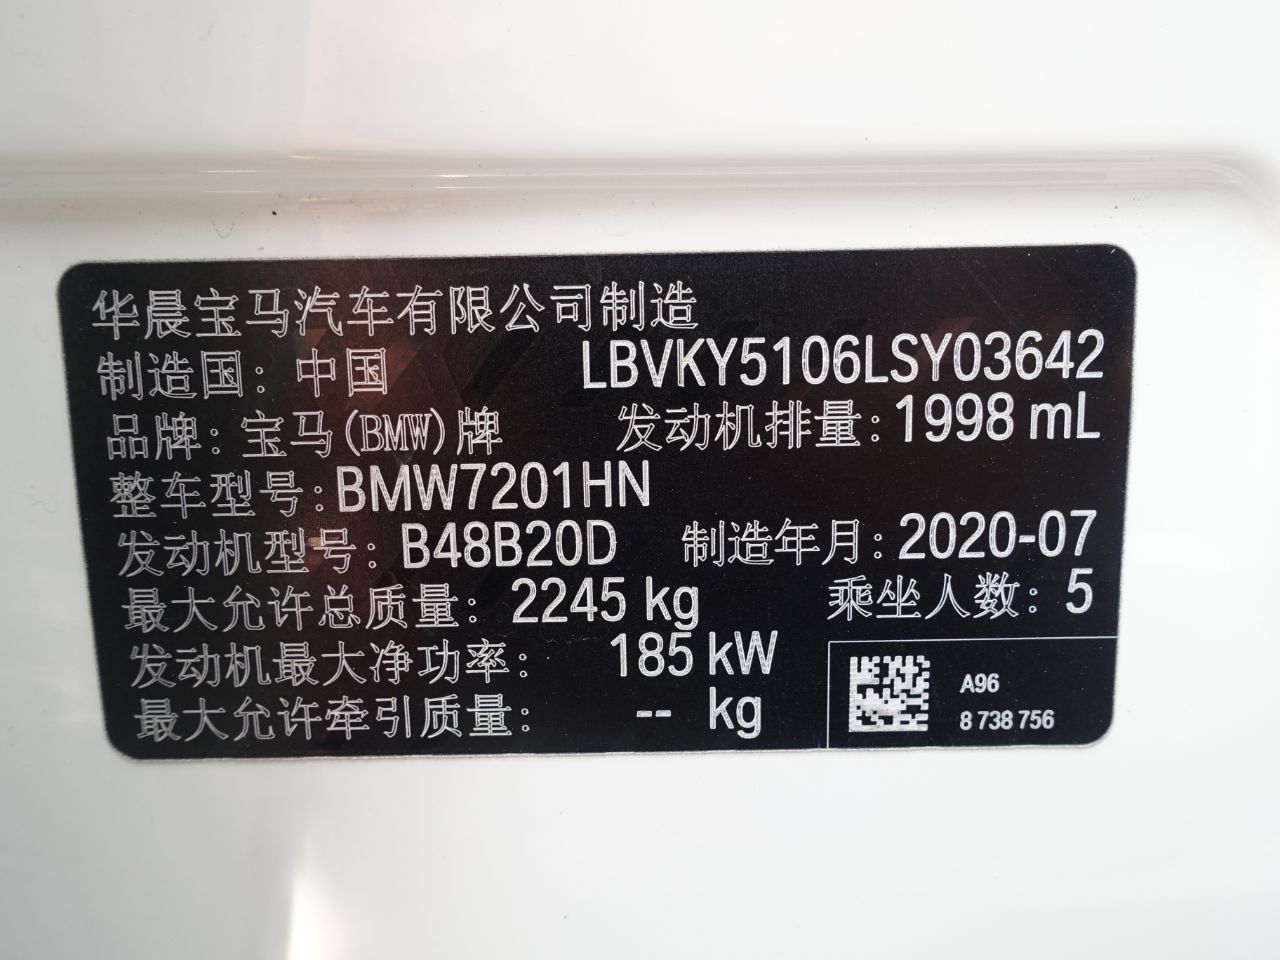 华晨宝马汽车有限公司制造
制造国：中国 LBVKY5106LSY03642
品牌：宝马(BMW)牌 发动机排量：1998 mL
整车型号：BMW7201HN
发动机型号：B48B20D 制造年月：2020-07
最大允许总质量：2245 kg 乘坐人数：5
发动机最大净功率：185 kW
最大允许牵引质量：-- kg
A96
8 738 756